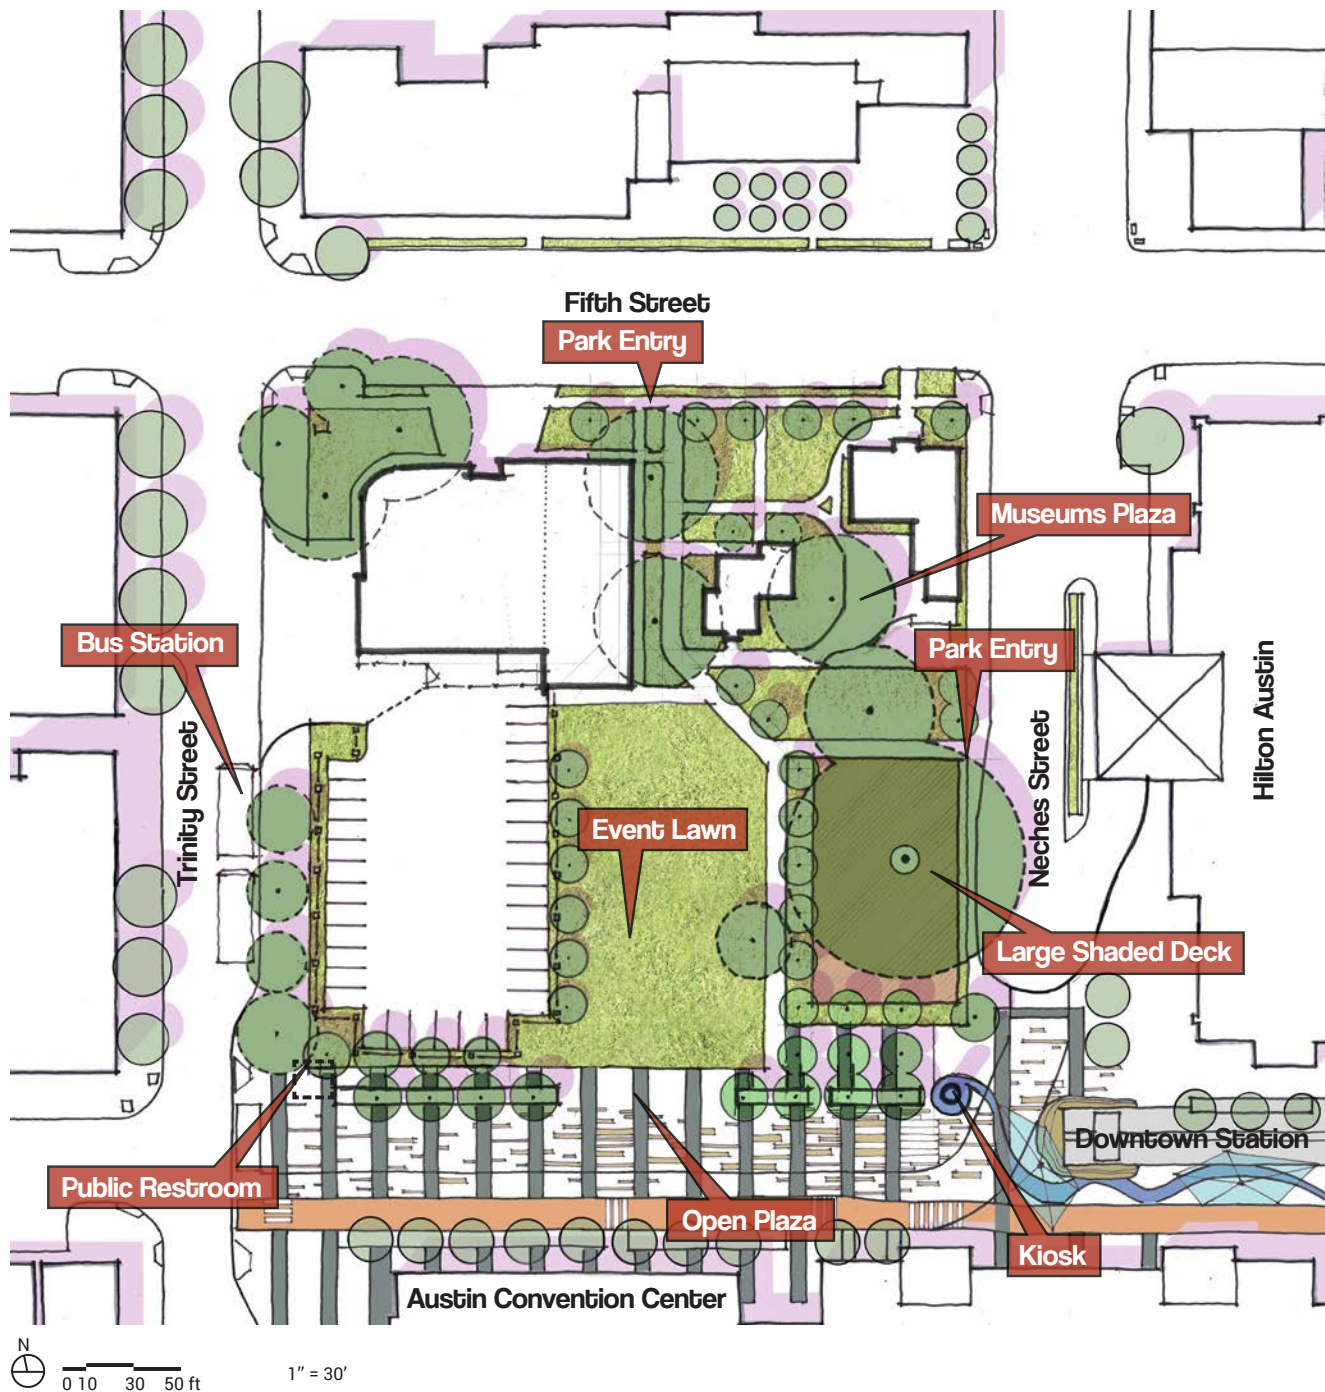 Fifth Street
Park Entry
Museums Plaza
Bus Station
Park Entry
Trinity Street
Neches Street
Hilton Austin
Event Lawn
Large Shaded Deck
Downtown Station
Public Restroom
Open Plaza
Kiosk
Austin Convention Center
N
0 10 30 50 ft
1” = 30’